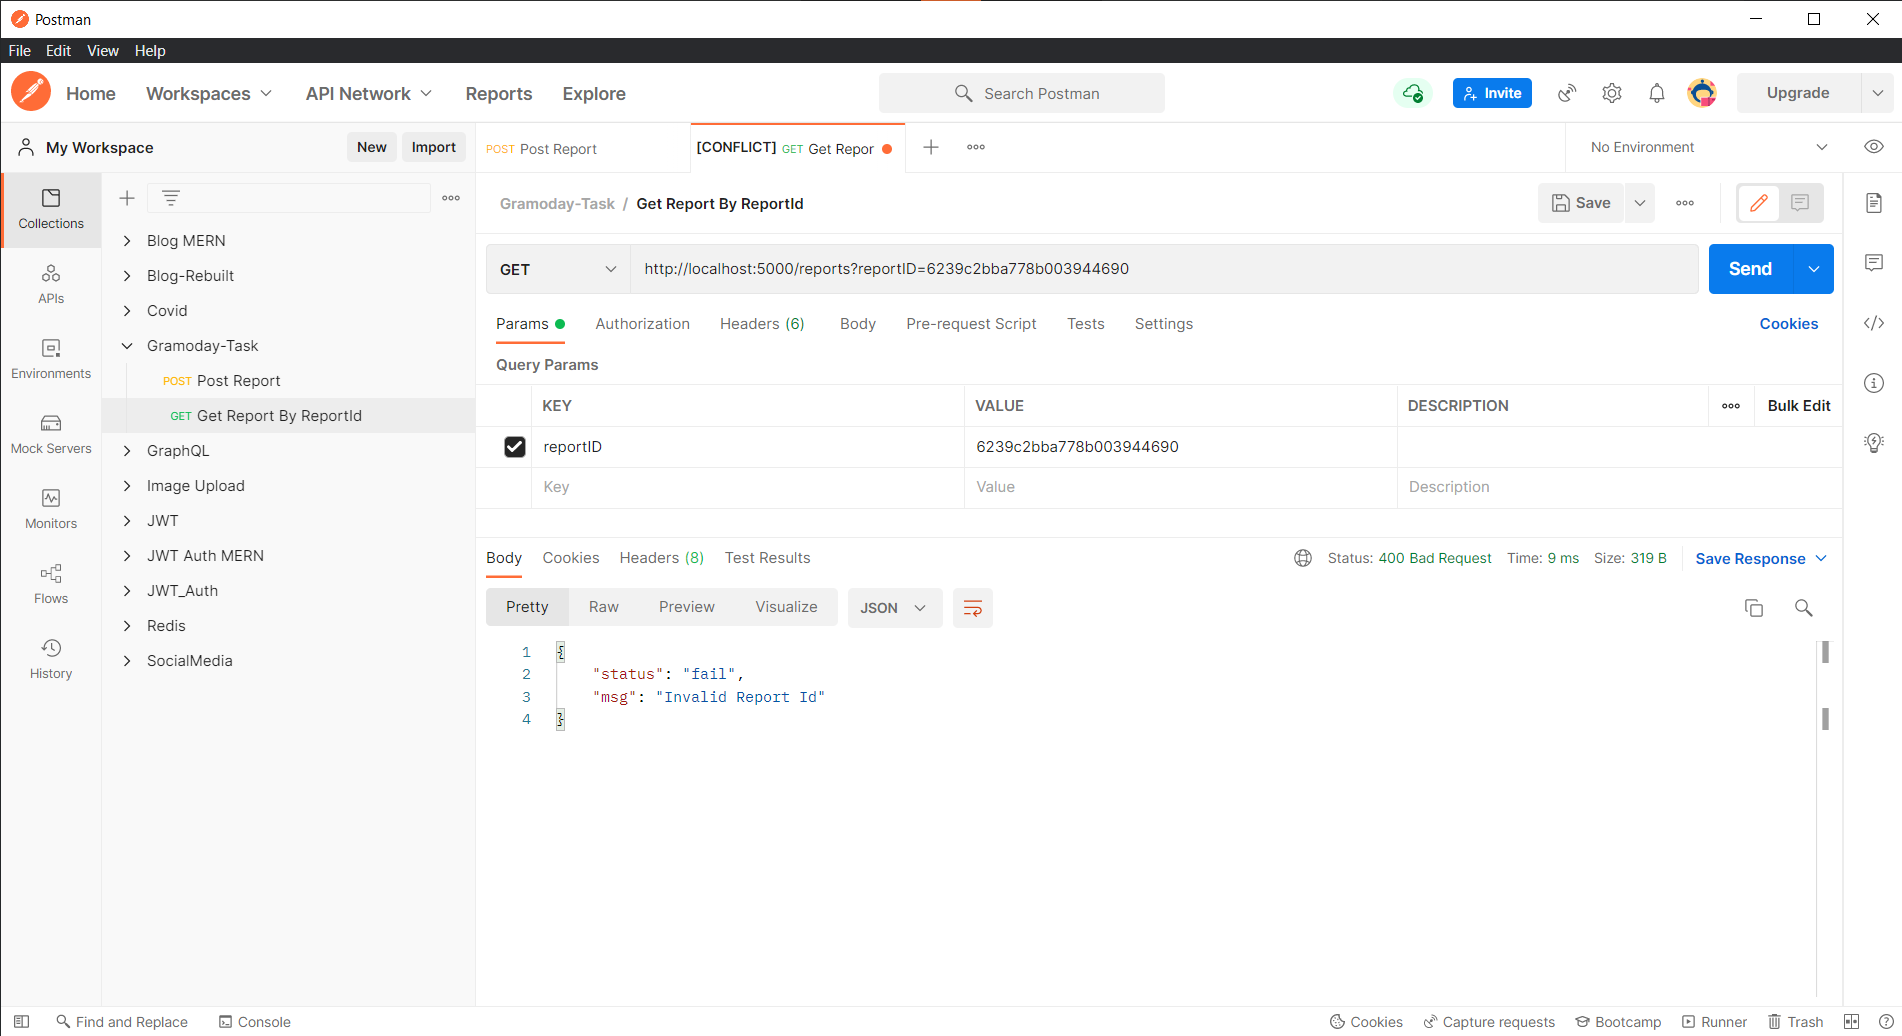 Postman
File Edit View Help
Home Workspaces API Network Reports Explore Search Postman Invite Upgrade
My Workspace New Import POST Post Report [CONFLICT] GET Get Repor No Environment
Collections
APIs
Environments
Mock Servers
Monitors
Flows
History
Blog MERN
Blog-Rebuilt
Covid
Gramoday-Task
POST Post Report
GET Get Report By ReportId
GraphQL
Image Upload
JWT
JWT Auth MERN
JWT_Auth
Redis
SocialMedia
Gramoday-Task / Get Report By ReportId Save
GET http://localhost:5000/reports?reportID=6239c2bba778b003944690 Send
Params Authorization Headers (6) Body Pre-request Script Tests Settings Cookies
Query Params
KEY VALUE DESCRIPTION Bulk Edit
reportID 6239c2bba778b003944690
Key Value Description
Body Cookies Headers (8) Test Results Status: 400 Bad Request Time: 9 ms Size: 319 B Save Response
Pretty Raw Preview Visualize JSON
1 {
2 "status": "fail",
3 "msg": "Invalid Report Id"
4 }
Find and Replace Console Cookies Capture requests Bootcamp Runner Trash